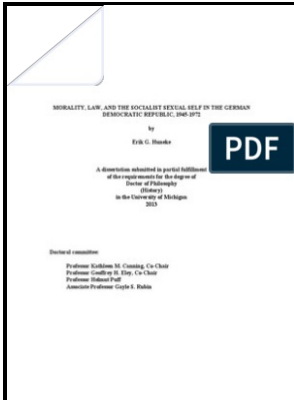 MORALITY, LAW, AND THE SOCIALIST SEXUAL SELF IN THE GERMAN
DEMOCRATIC REPUBLIC, 1945-1972
by
Erik G. Huneke
PDF
A dissertation submitted in partial fulfillment
of the requirements for the degree of
Doctor of Philosophy
(History)
in the University of Michigan
2013
Doctoral committee:
Professor Kathleen M. Canning, Co-Chair
Professor Geoffrey H. Eley, Co-Chair
Professor Helmut Puff
Associate Professor Gayle S. Rubin